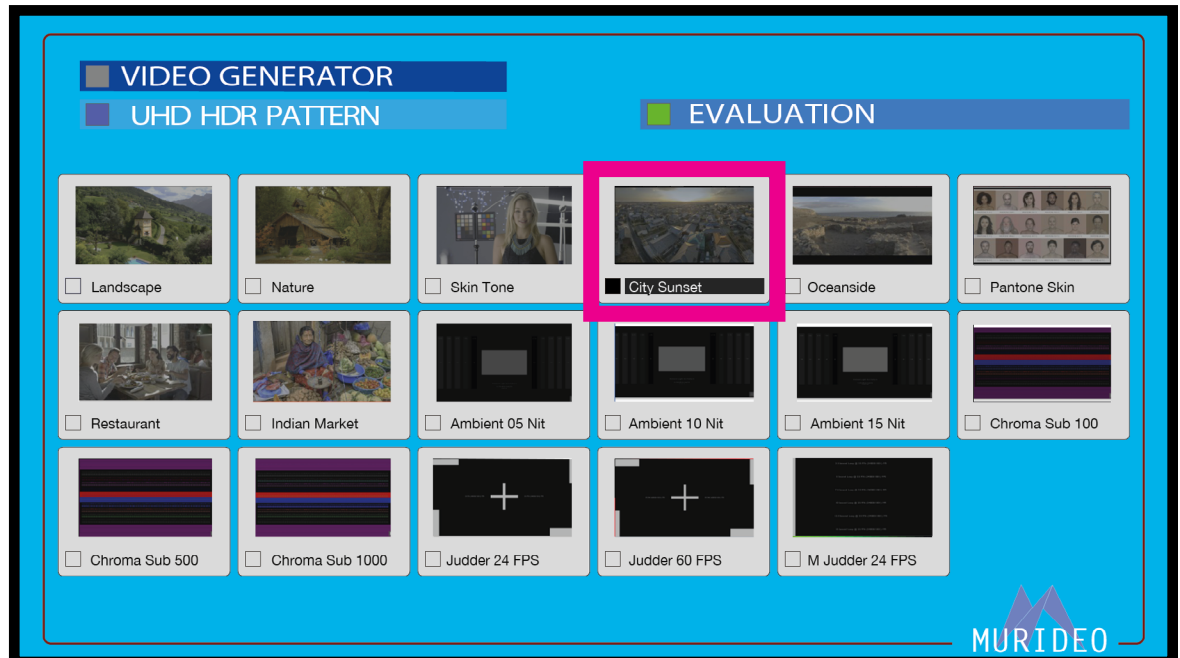 VIDEO GENERATOR
UHD HDR PATTERN
EVALUATION
Landscape
Nature
Skin Tone
City Sunset
Oceanside
Pantone Skin
Restaurant
Indian Market
Ambient 05 Nit
Ambient 10 Nit
Ambient 15 Nit
Chroma Sub 100
Chroma Sub 500
Chroma Sub 1000
Judder 24 FPS
Judder 60 FPS
M Judder 24 FPS
MURIDEO